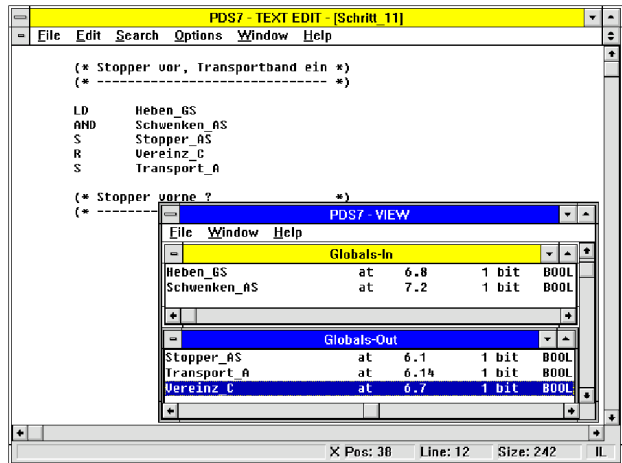 PDS7 - TEXT EDIT - [Schritt_11]
File Edit Search Options Window Help
(* Stopper vor, Transportband ein *)
(* ------------------------------ *)
LD Heben_GS
AND Schwenken_AS
S Stopper_AS
R Vereinz_C
S Transport_A
(* Stopper vorne ? *)
(* --------
PDS7 - VIEW
File Window Help
Globals-In
Heben_GS at 6.8 1 bit BOOL
Schwenken_AS at 7.2 1 bit BOOL
Globals-Out
Stopper_AS at 6.1 1 bit BOOL
Transport_A at 6.14 1 bit BOOL
Vereinz_C at 6.7 1 bit BOOL
X Pos: 38 Line: 12 Size: 242 IL